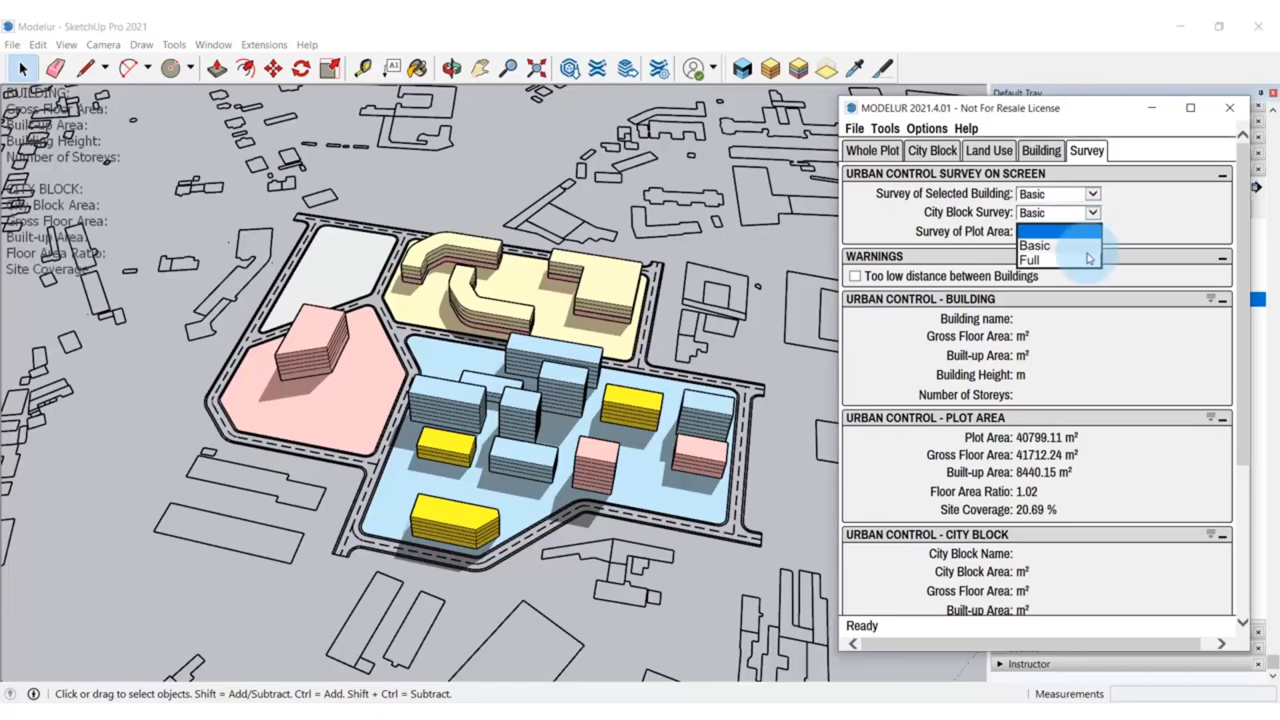 Modelur - SketchUp Pro 2021
File Edit View Camera Draw Tools Window Extensions Help
BUILDING:
Gross Floor Area:
Built-up Area:
Building Height:
Number of Storeys:
CITY BLOCK:
City Block Area:
Gross Floor Area:
Built-up Area:
Floor Area Ratio:
Site Coverage:
Default Tray
MODELUR 2021.4.01 - Not For Resale License
File Tools Options Help
Whole Plot City Block Land Use Building Survey
URBAN CONTROL SURVEY ON SCREEN
Survey of Selected Building: Basic
City Block Survey: Basic
Survey of Plot Area:
Basic
Full
WARNINGS
Too low distance between Buildings
URBAN CONTROL - BUILDING
Building name:
Gross Floor Area: m²
Built-up Area: m²
Building Height: m
Number of Storeys:
URBAN CONTROL - PLOT AREA
Plot Area: 40799.11 m²
Gross Floor Area: 41712.24 m²
Built-up Area: 8440.15 m²
Floor Area Ratio: 1.02
Site Coverage: 20.69 %
URBAN CONTROL - CITY BLOCK
City Block Name:
City Block Area: m²
Gross Floor Area: m²
Built-up Area: m²
Ready
Instructor
Click or drag to select objects. Shift = Add/Subtract. Ctrl = Add. Shift + Ctrl = Subtract.
Measurements